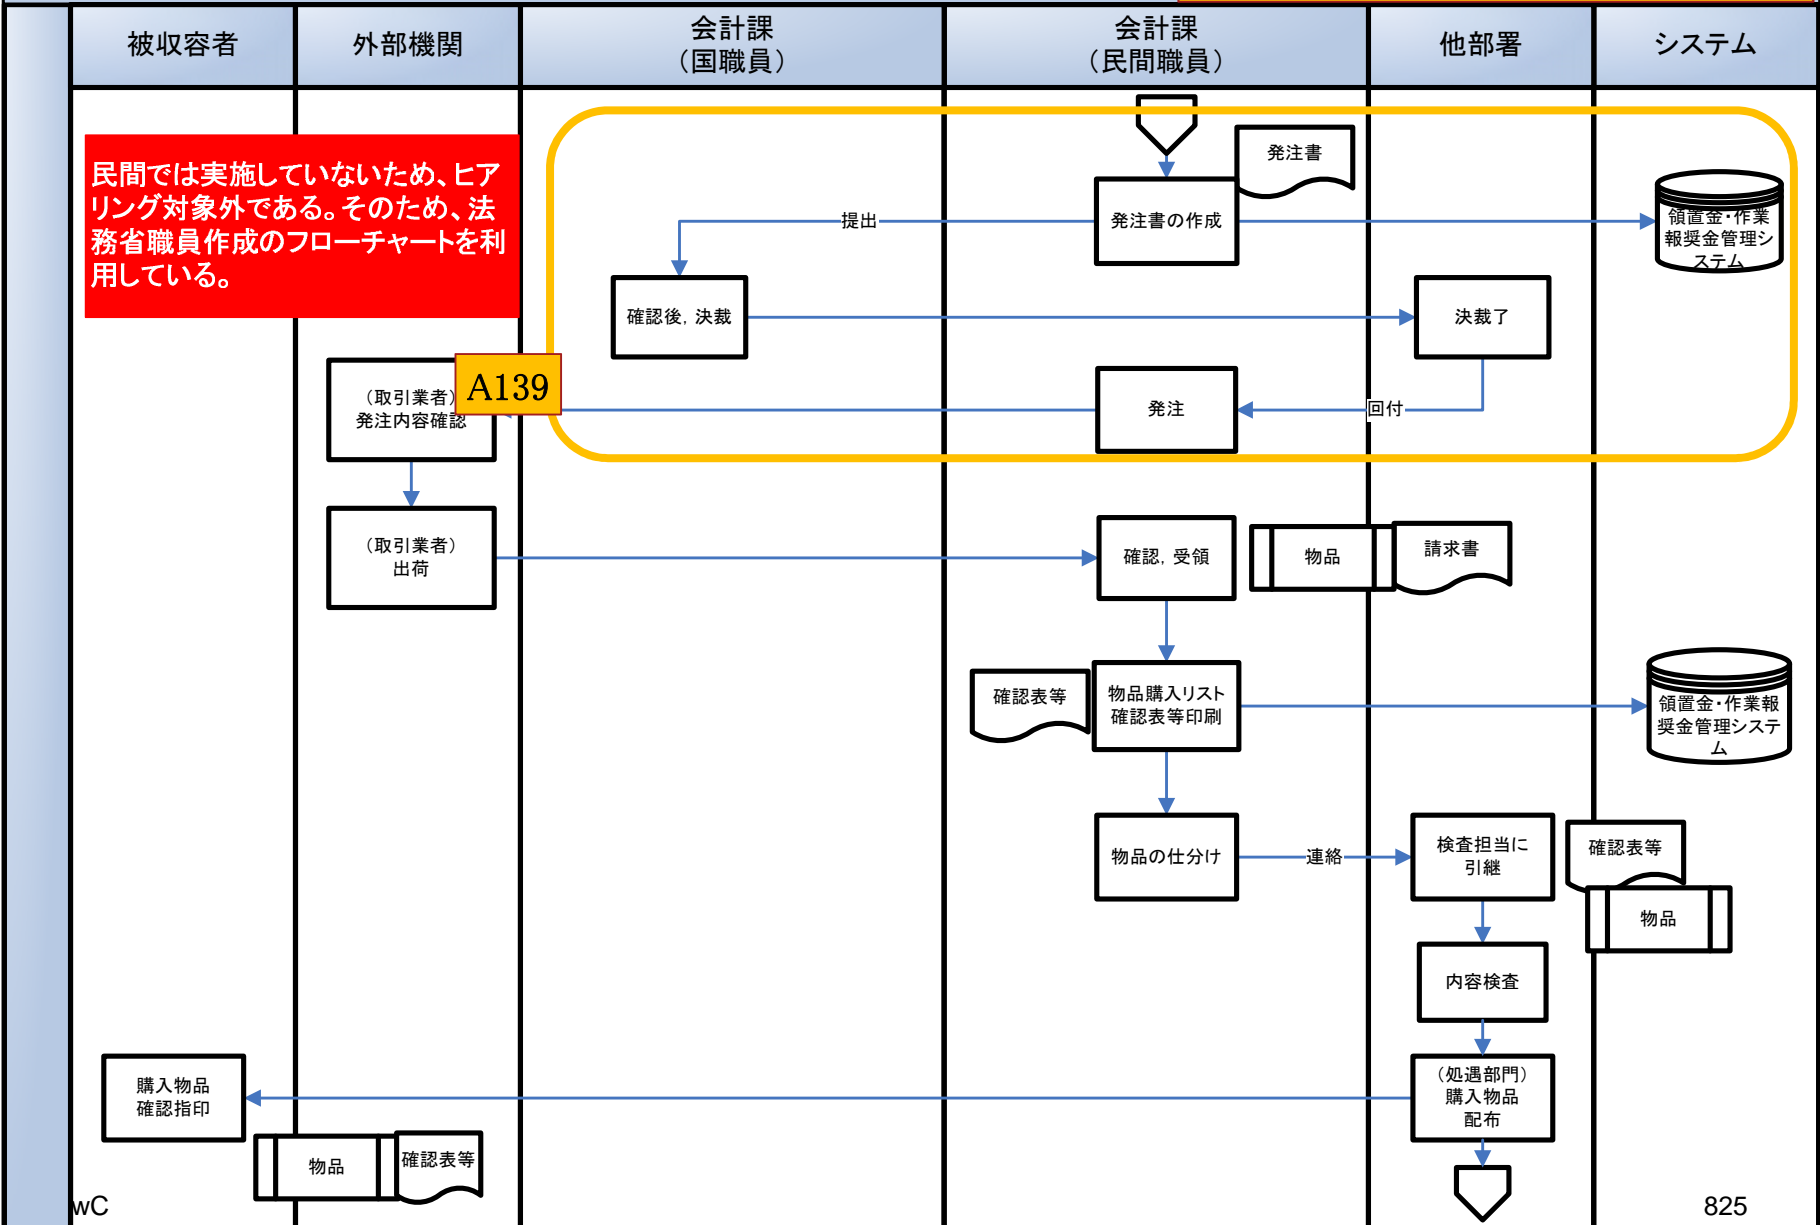 被収容者
外部機関
会計課
（国職員）
会計課
（民間職員）
他部署
システム
民間では実施していないため、ヒア
リング対象外である。そのため、法
務省職員作成のフローチャートを利
用している。
発注書
発注書の作成
提出
領置金・作業
報奨金管理シ
ステム
確認後，決裁
決裁了
A139
（取引業者）
発注内容確認
発注
回付
（取引業者）
出荷
確認，受領
物品
請求書
確認表等
物品購入リスト
確認表等印刷
領置金・作業報
奨金管理システ
ム
物品の仕分け
連絡
検査担当に
引継
確認表等
物品
内容検査
購入物品
確認指印
（処遇部門）
購入物品
配布
物品
確認表等
wC
825